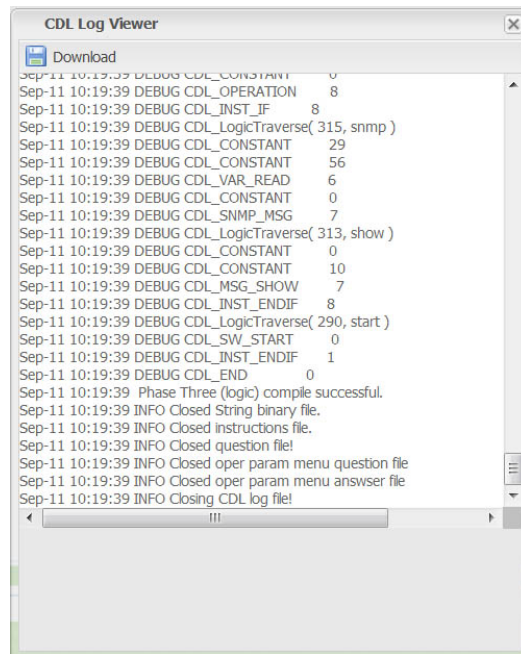 CDL Log Viewer
Download
Sep-11 10:19:39 DEBUG CDL_CONSTANT 0
Sep-11 10:19:39 DEBUG CDL_OPERATION 8
Sep-11 10:19:39 DEBUG CDL_INST_IF 8
Sep-11 10:19:39 DEBUG CDL_LogicTraverse( 315, snmp )
Sep-11 10:19:39 DEBUG CDL_CONSTANT 29
Sep-11 10:19:39 DEBUG CDL_CONSTANT 56
Sep-11 10:19:39 DEBUG CDL_VAR_READ 6
Sep-11 10:19:39 DEBUG CDL_CONSTANT 0
Sep-11 10:19:39 DEBUG CDL_SNMP_MSG 7
Sep-11 10:19:39 DEBUG CDL_LogicTraverse( 313, show )
Sep-11 10:19:39 DEBUG CDL_CONSTANT 0
Sep-11 10:19:39 DEBUG CDL_CONSTANT 10
Sep-11 10:19:39 DEBUG CDL_MSG_SHOW 7
Sep-11 10:19:39 DEBUG CDL_INST_ENDIF 8
Sep-11 10:19:39 DEBUG CDL_LogicTraverse( 290, start )
Sep-11 10:19:39 DEBUG CDL_SW_START 0
Sep-11 10:19:39 DEBUG CDL_INST_ENDIF 1
Sep-11 10:19:39 DEBUG CDL_END 0
Sep-11 10:19:39 Phase Three (logic) compile successful.
Sep-11 10:19:39 INFO Closed String binary file.
Sep-11 10:19:39 INFO Closed instructions file.
Sep-11 10:19:39 INFO Closed question file!
Sep-11 10:19:39 INFO Closed oper param menu question file
Sep-11 10:19:39 INFO Closed oper param menu answser file
Sep-11 10:19:39 INFO Closing CDL log file!